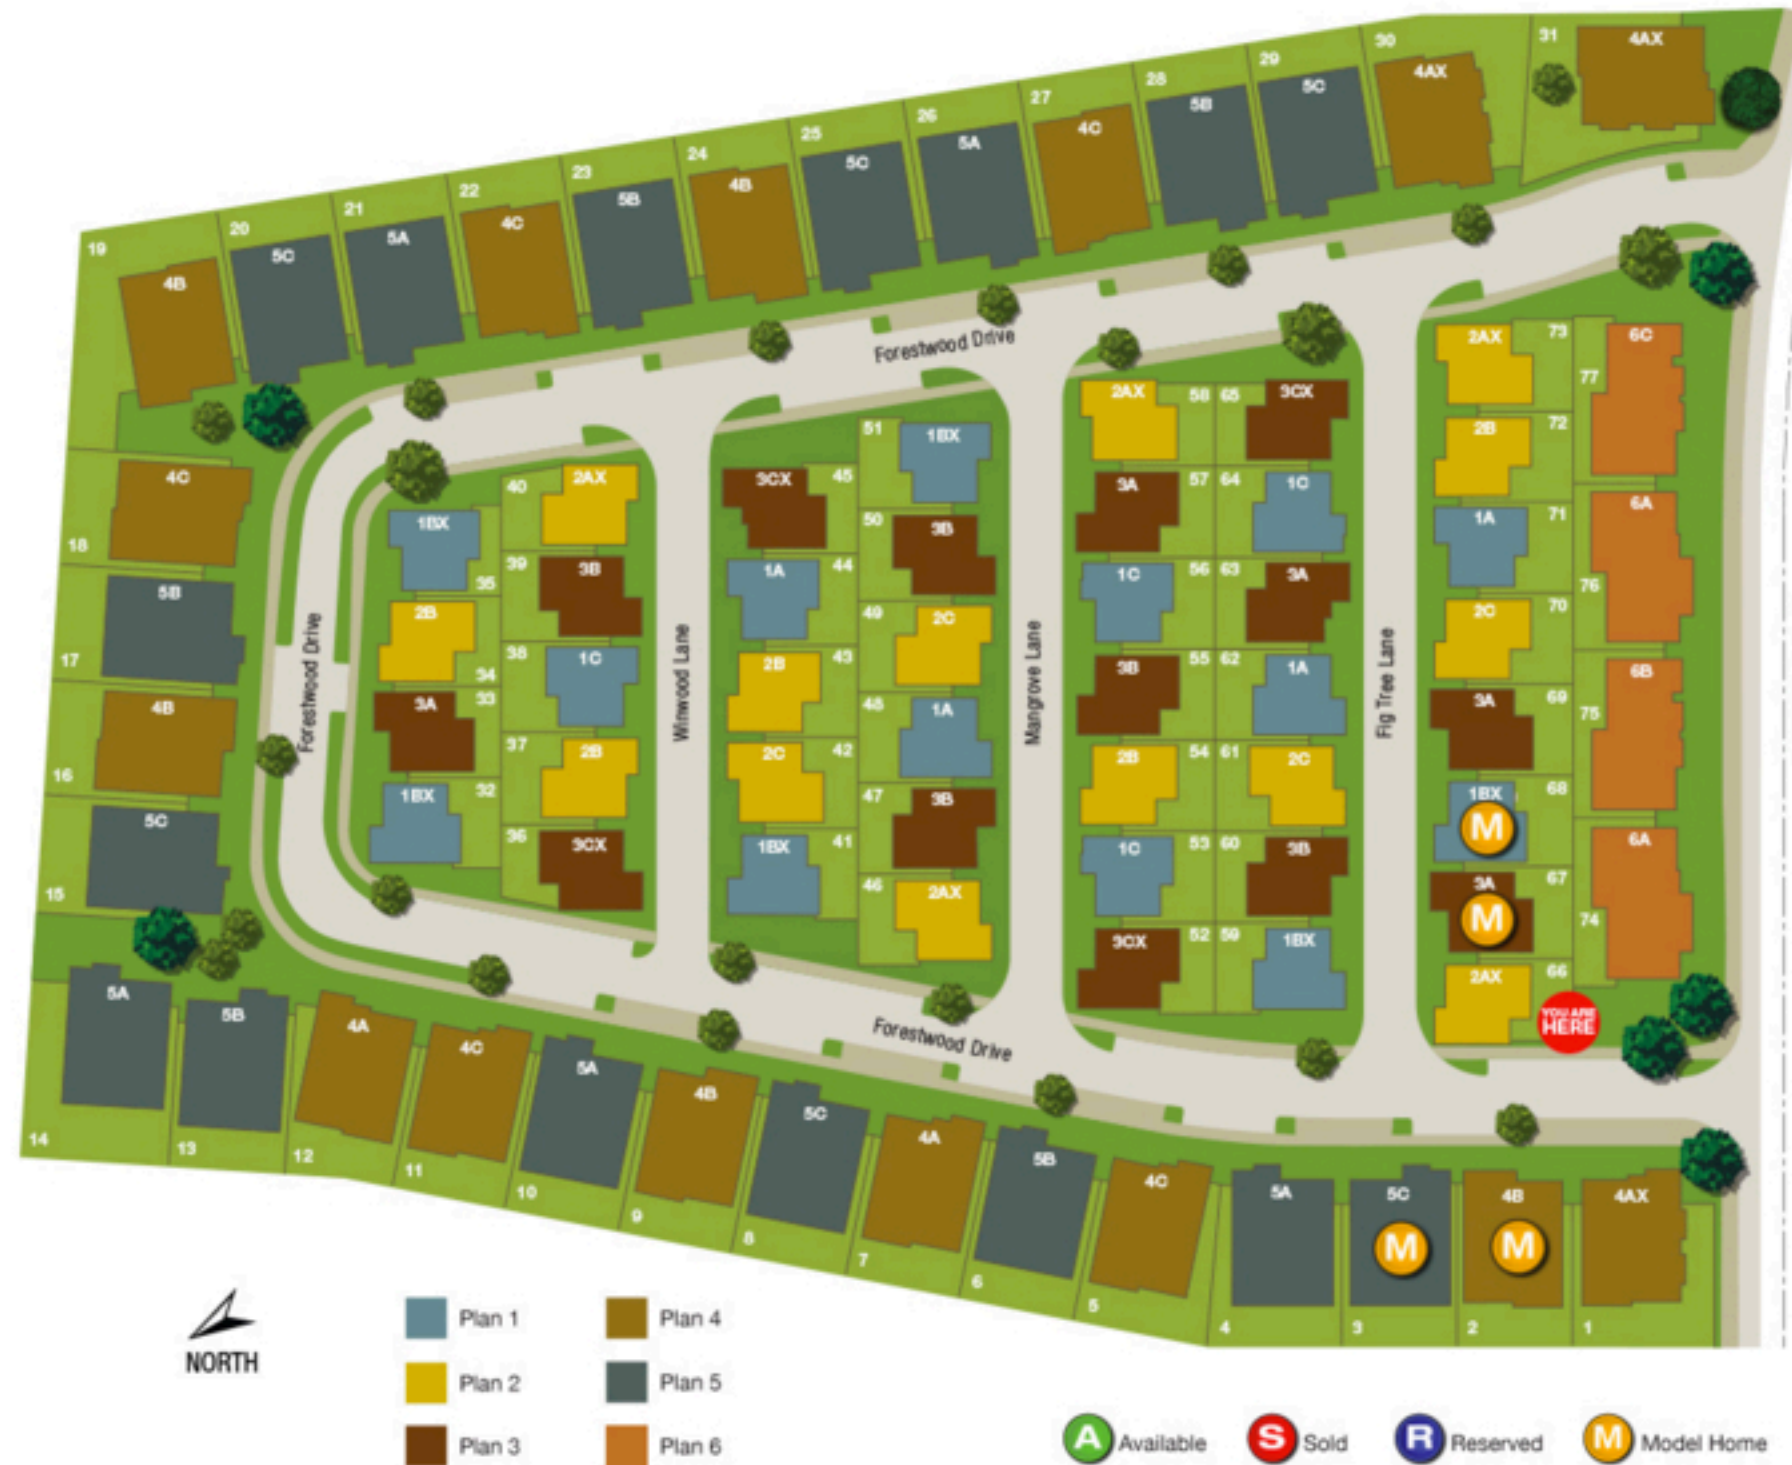 31
4AX
30
4AX
29
5C
28
5B
27
4C
26
5A
25
5C
24
4B
23
5B
22
4C
21
5A
20
5C
19
4B
4C
18
5B
17
4B
16
5C
15
Forestwood Drive
Forestwood Drive
Winwood Lane
Mangrove Lane
Fig Tree Lane
Forestwood Drive
40
2AX
1BX
35
39
3B
2B
34
38
1C
3A
33
37
2B
1BX
32
36
3CX
51
1BX
3CX
45
50
3B
1A
44
49
2C
2B
43
48
1A
2C
42
47
3B
1BX
41
46
2AX
2AX
58
65
3CX
3A
57
64
1C
1C
56
63
3A
3B
55
62
1A
2B
54
61
2C
1C
53
60
3B
3CX
52
59
1BX
2AX
73
6C
77
2B
72
1A
71
6A
76
2C
70
3A
69
6B
75
1BX
68
M
3A
67
M
6A
74
2AX
66
YOU ARE
HERE
5A
14
5B
13
4A
12
4C
11
5A
10
4B
9
5C
8
4A
7
5B
6
4C
5
5A
4
5C
M
3
4B
M
2
4AX
1
NORTH
Plan 1
Plan 4
Plan 2
Plan 5
Plan 3
Plan 6
A Available
S Sold
R Reserved
M Model Home